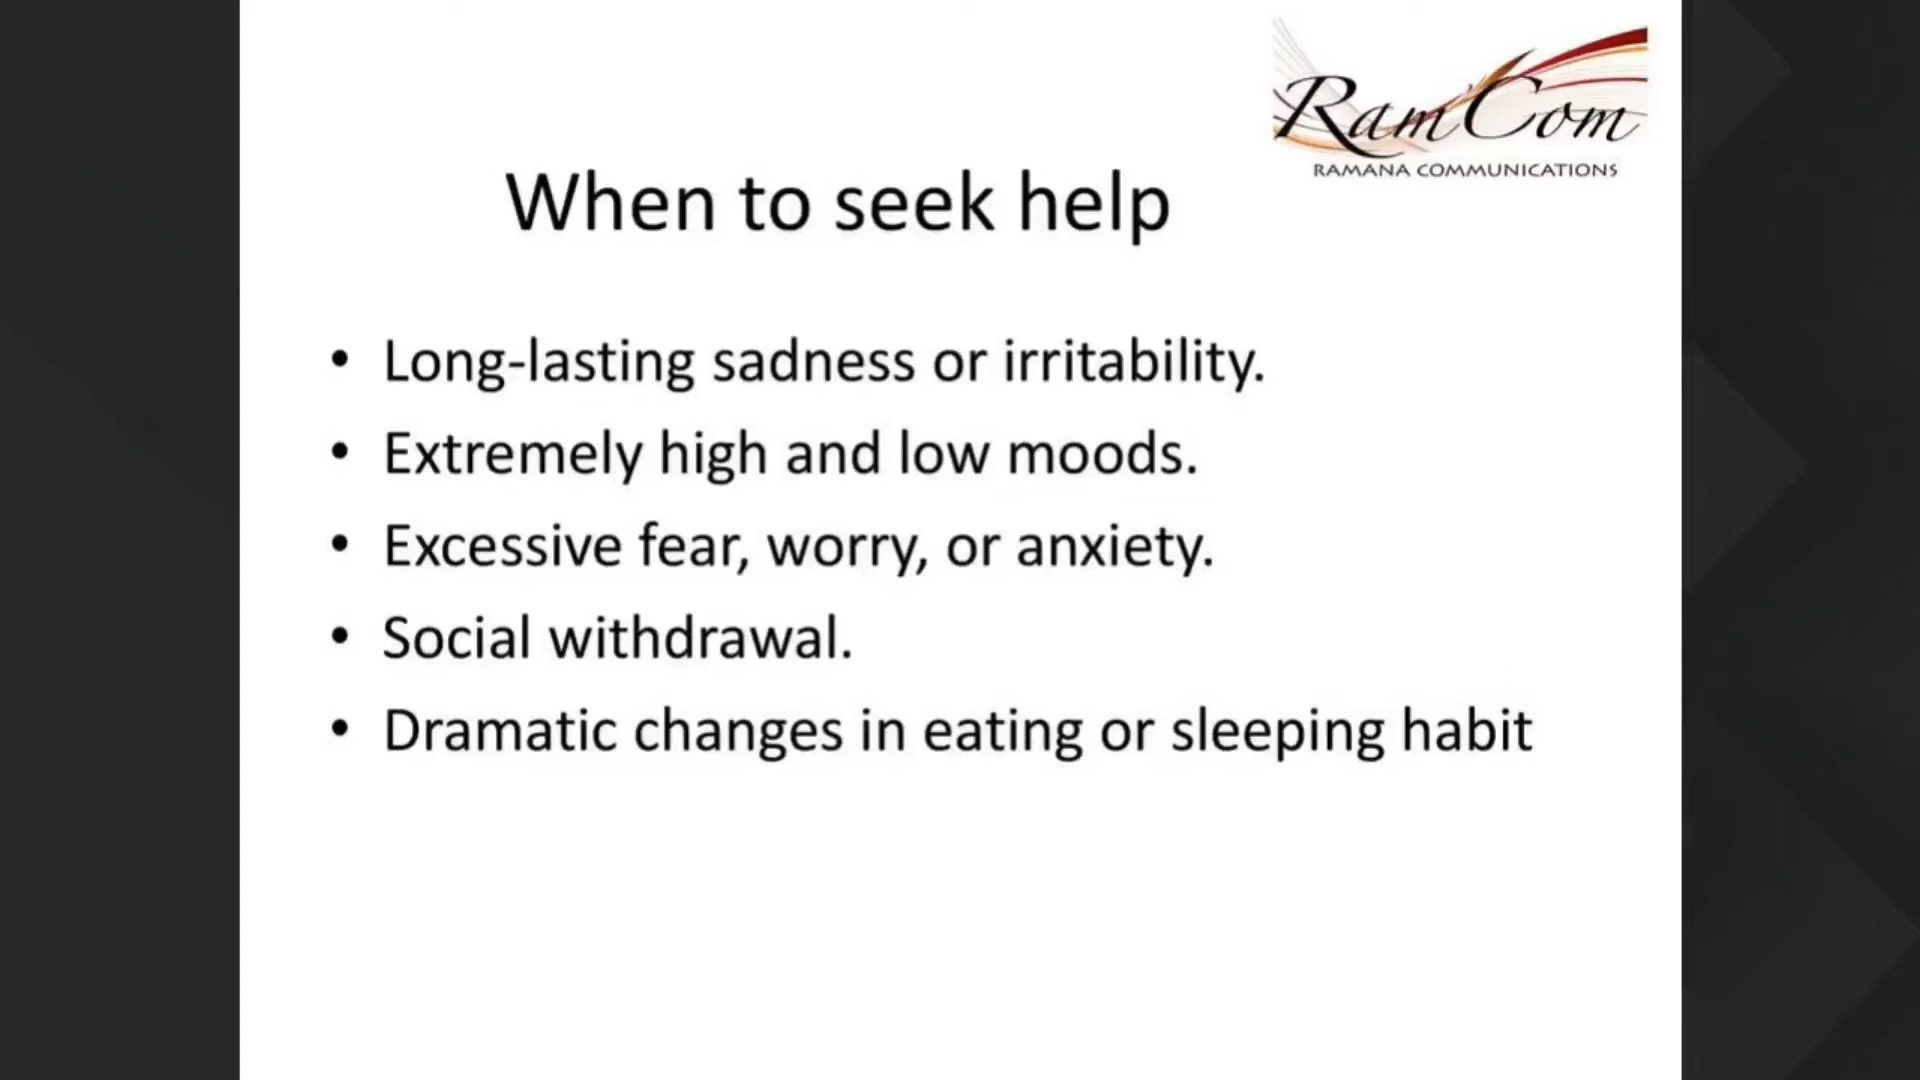 RamCom
RAMANA COMMUNICATIONS
When to seek help
• Long-lasting sadness or irritability.
• Extremely high and low moods.
• Excessive fear, worry, or anxiety.
• Social withdrawal.
• Dramatic changes in eating or sleeping habit